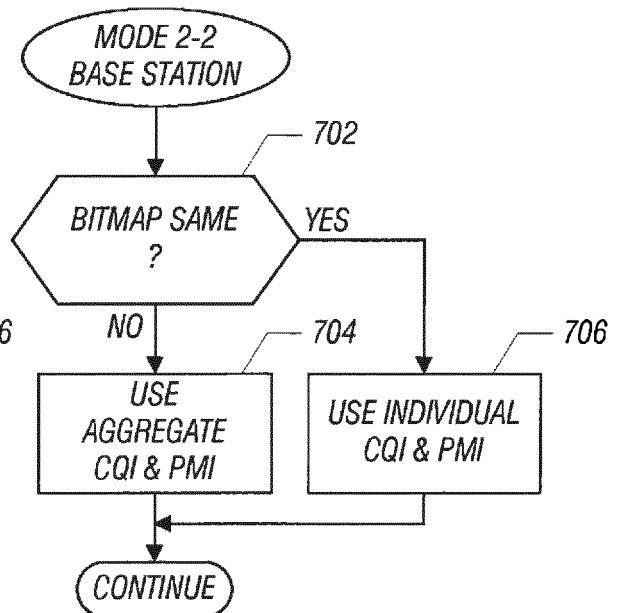 MODE 2-2
BASE STATION
702
BITMAP SAME
?
YES
NO
6
704
706
USE
AGGREGATE
CQI & PMI
USE INDIVIDUAL
CQI & PMI
CONTINUE